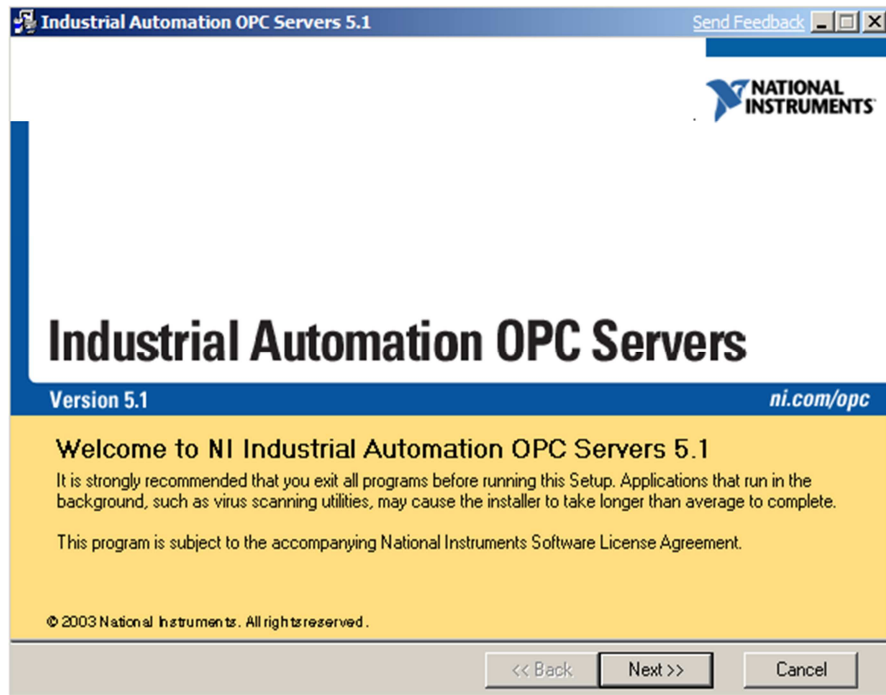 Industrial Automation OPC Servers 5.1
Send Feedback
NATIONAL
INSTRUMENTS
Industrial Automation OPC Servers
Version 5.1
ni.com/opc
Welcome to NI Industrial Automation OPC Servers 5.1
It is strongly recommended that you exit all programs before running this Setup. Applications that run in the
background, such as virus scanning utilities, may cause the installer to take longer than average to complete.
This program is subject to the accompanying National Instruments Software License Agreement.
© 2003 National Instruments. All rights reserved.
<< Back
Next >>
Cancel